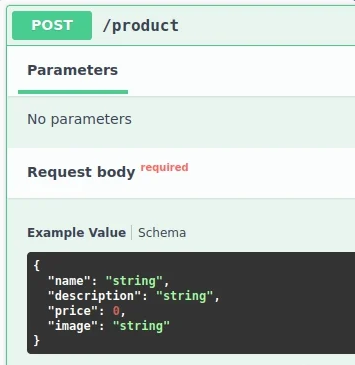 POST /product
Parameters
No parameters
Request body required
Example Value Schema
{
  "name": "string",
  "description": "string",
  "price": 0,
  "image": "string"
}